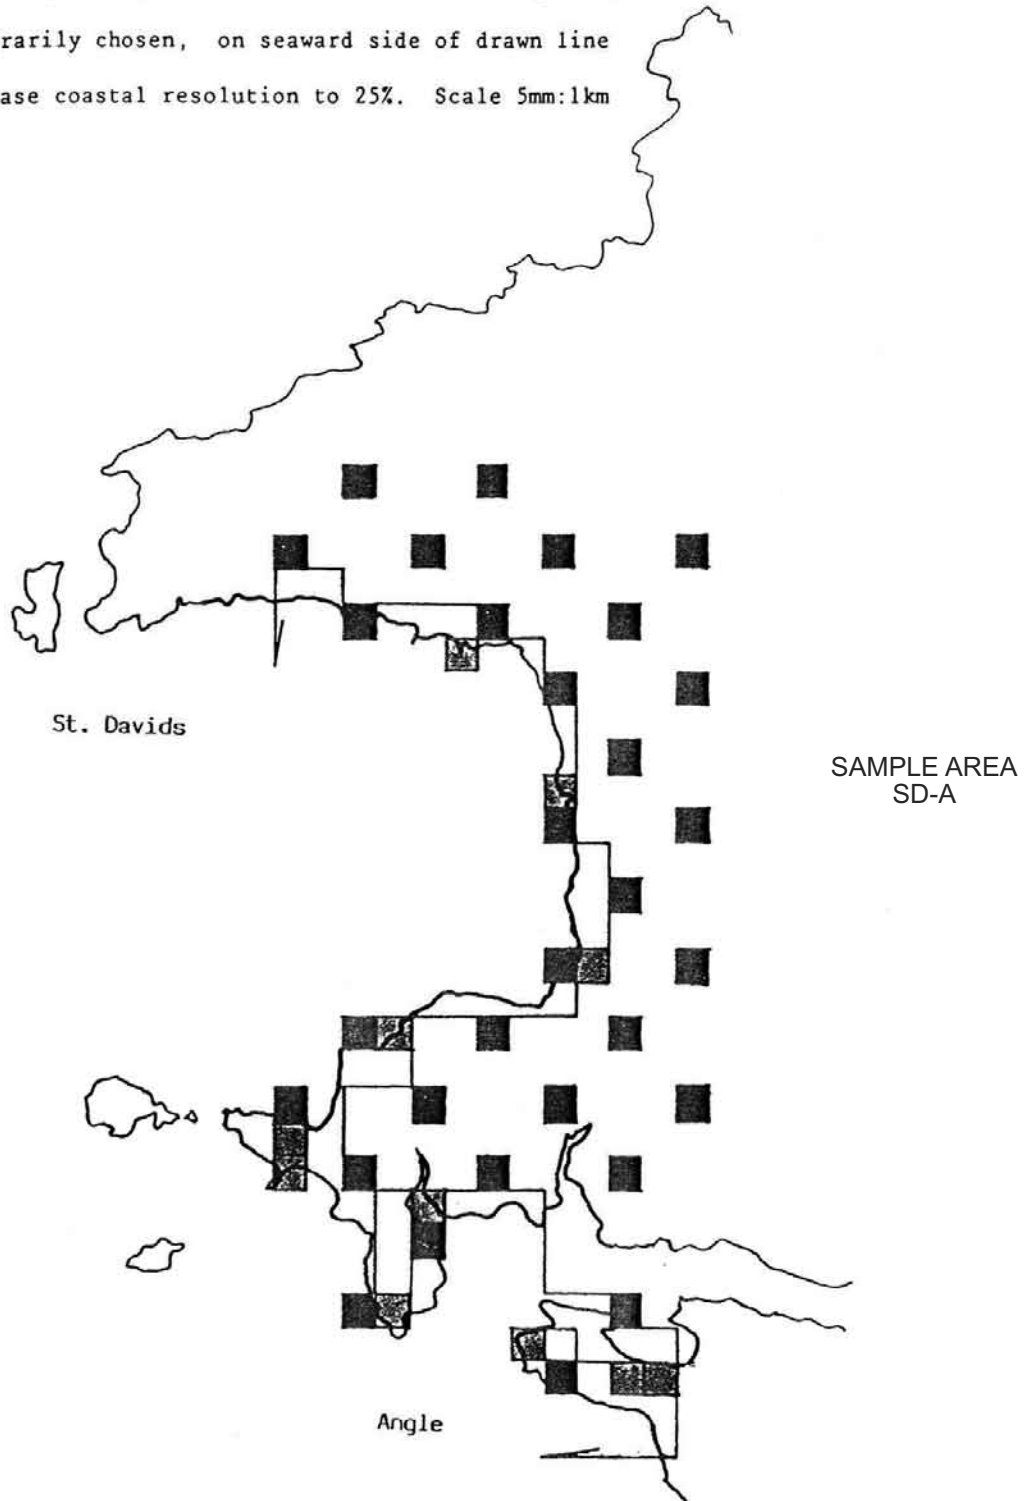 rarily chosen, on seaward side of drawn line
ase coastal resolution to 25%. Scale 5mm:1km
St. Davids
SAMPLE AREA
SD-A
Angle